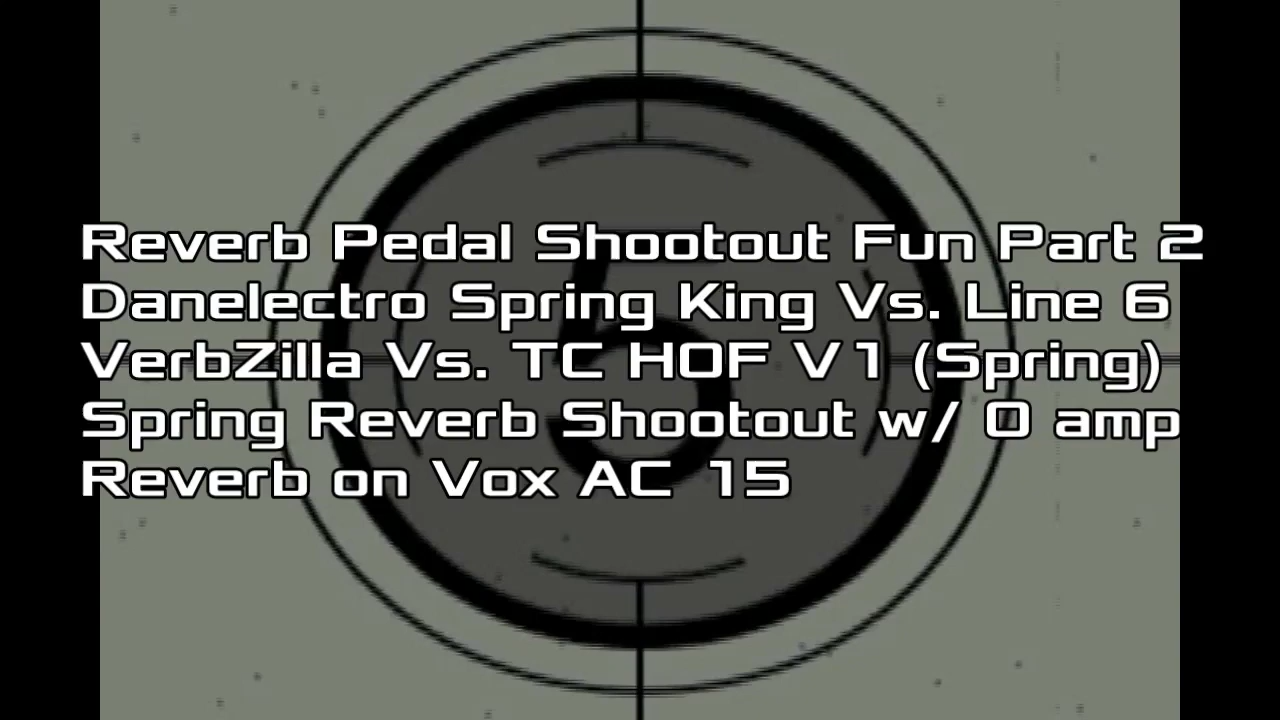 Reverb Pedal Shootout Fun Part 2
Danelectro Spring King Vs. Line 6
VerbZilla Vs. TC HOF V1 (Spring)
Spring Reverb Shootout w/ 0 amp
Reverb on Vox AC 15
5